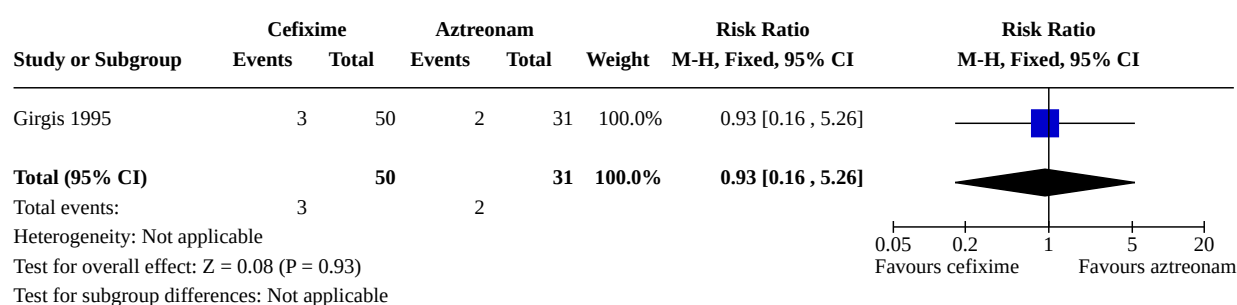 Cefixime Aztreonam Risk Ratio Risk Ratio
Study or Subgroup Events Total Events Total Weight M-H, Fixed, 95% CI M-H, Fixed, 95% CI
Girgis 1995 3 50 2 31 100.0% 0.93 [0.16 , 5.26]
Total (95% CI) 50 31 100.0% 0.93 [0.16 , 5.26]
Total events: 3 2
Heterogeneity: Not applicable
0.05 0.2 1 5 20
Test for overall effect: Z = 0.08 (P = 0.93) Favours cefixime Favours aztreonam
Test for subgroup differences: Not applicable